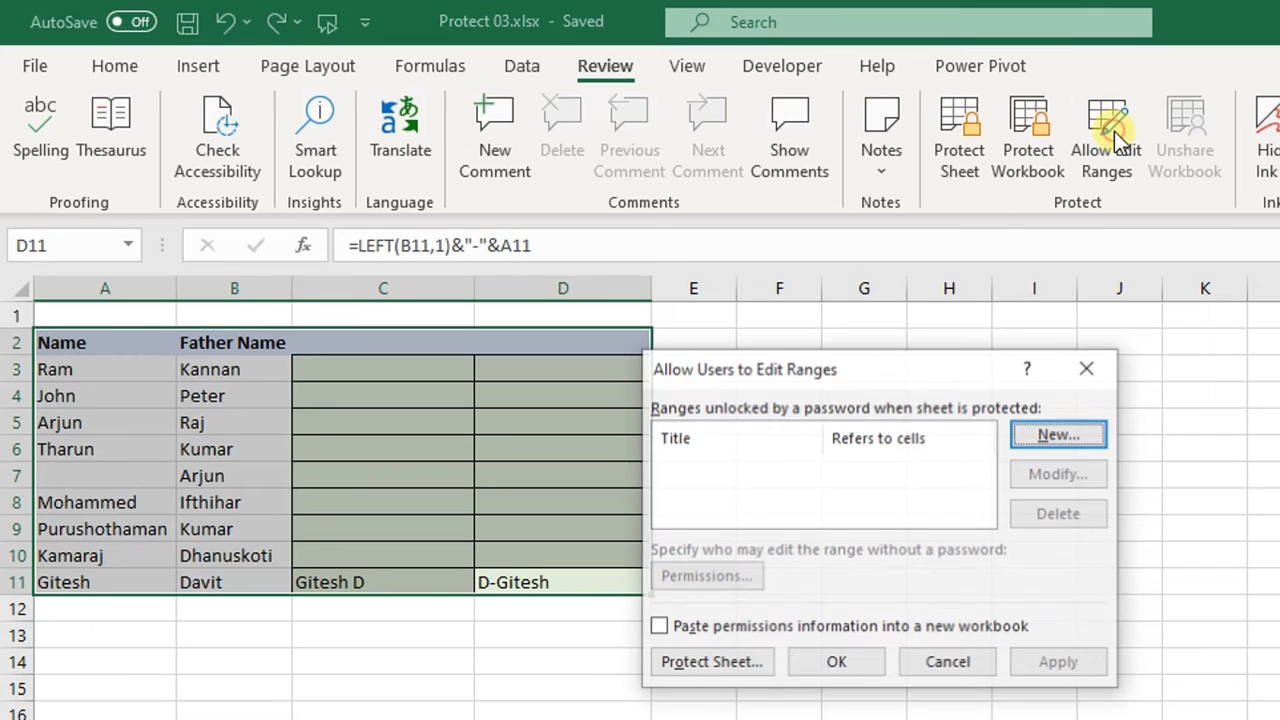 AutoSave Off Protect 03.xlsx - Saved Search
File Home Insert Page Layout Formulas Data Review View Developer Help Power Pivot
abc
Spelling Thesaurus Check Accessibility Smart Lookup Translate New Comment Delete Previous Comment Next Comment Show Comments Notes Protect Sheet Protect Workbook Allow Edit Ranges Unshare Workbook Hid Ink
Proofing Accessibility Insights Language Comments Notes Protect
D11 fx =LEFT(B11,1)&"-"&A11
A B C D E F G H I J K
1
2 Name Father Name
3 Ram Kannan
4 John Peter
5 Arjun Raj
6 Tharun Kumar
7 Arjun
8 Mohammed Ifthihar
9 Purushothaman Kumar
10 Kamaraj Dhanuskoti
11 Gitesh Davit Gitesh D D-Gitesh
12
13
14
15
16
Allow Users to Edit Ranges ?
Ranges unlocked by a password when sheet is protected:
Title Refers to cells New...
Modify...
Delete
Specify who may edit the range without a password:
Permissions...
Paste permissions information into a new workbook
Protect Sheet... OK Cancel Apply